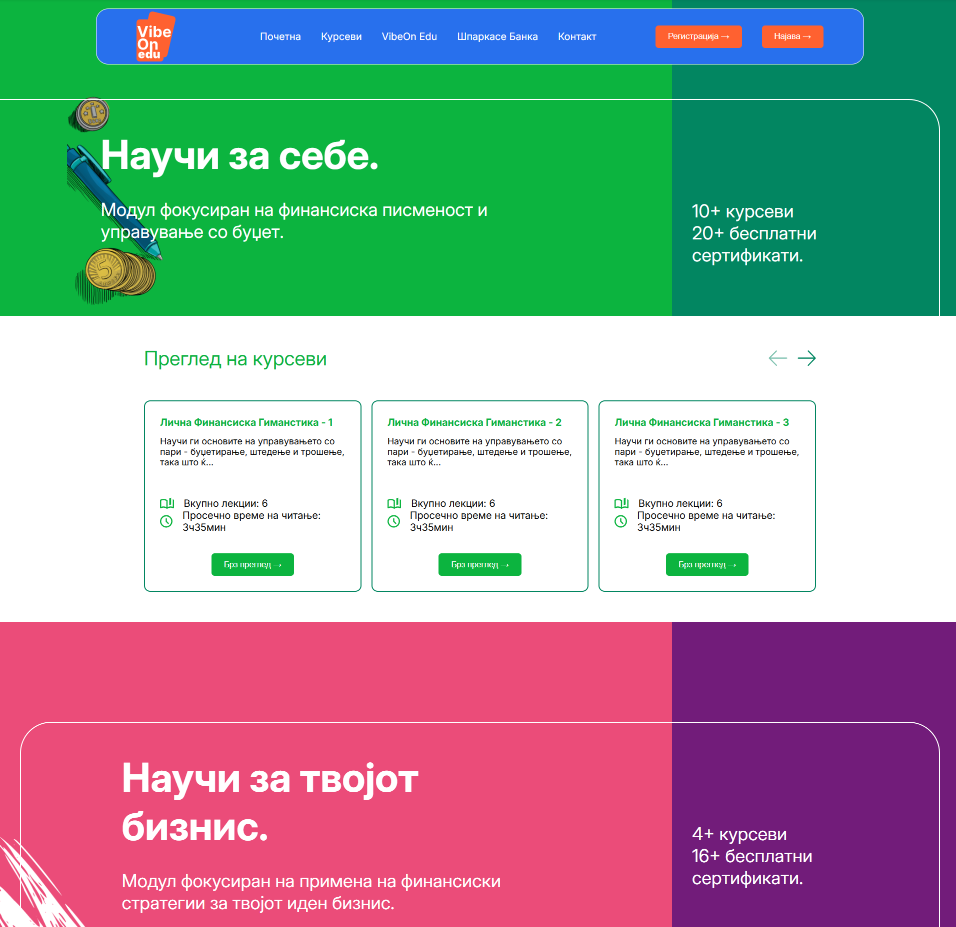 Vibe
On
edu
Почетна Курсеви VibeOn Edu Шпаркасе Банка Контакт Регистрација → Најава →
Научи за себе.
Модул фокусиран на финансиска писменост и
управување со буџет.
10+ курсеви
20+ бесплатни
сертификати.
5
Преглед на курсеви
Лична Финансиска Гиманстика - 1
Научи ги основите на управувањето со
пари - буџетирање, штедење и трошење,
така што ќ...
Вкупно лекции: 6
Просечно време на читање:
3ч35мин
Брз преглед →
Лична Финансиска Гиманстика - 2
Научи ги основите на управувањето со
пари - буџетирање, штедење и трошење,
така што ќ...
Вкупно лекции: 6
Просечно време на читање:
3ч35мин
Брз преглед →
Лична Финансиска Гиманстика - 3
Научи ги основите на управувањето со
пари - буџетирање, штедење и трошење,
така што ќ...
Вкупно лекции: 6
Просечно време на читање:
3ч35мин
Брз преглед →
Научи за твојот
бизнис.
Модул фокусиран на примена на финансиски
стратегии за твојот иден бизнис.
4+ курсеви
16+ бесплатни
сертификати.